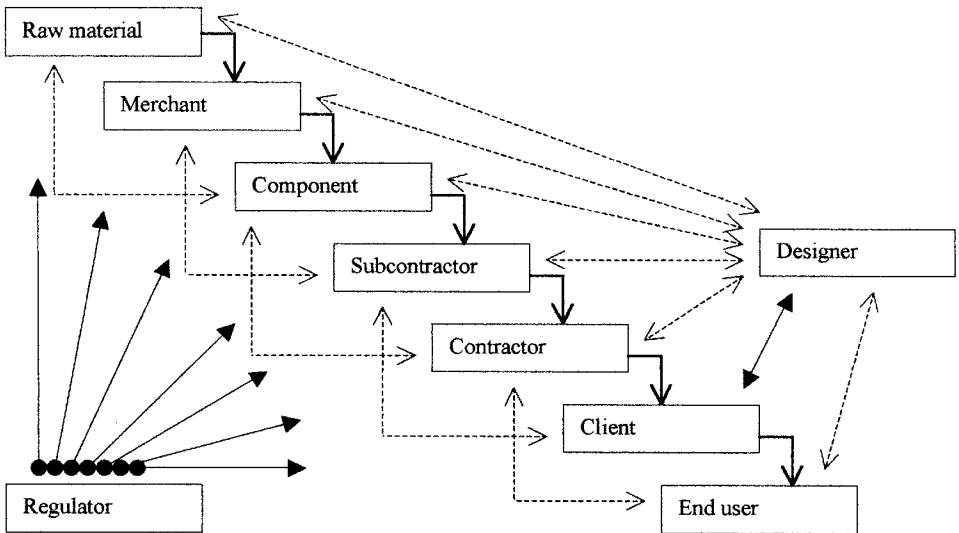 Raw material
Merchant
Component
Subcontractor
Designer
Contractor
Client
Regulator
End user